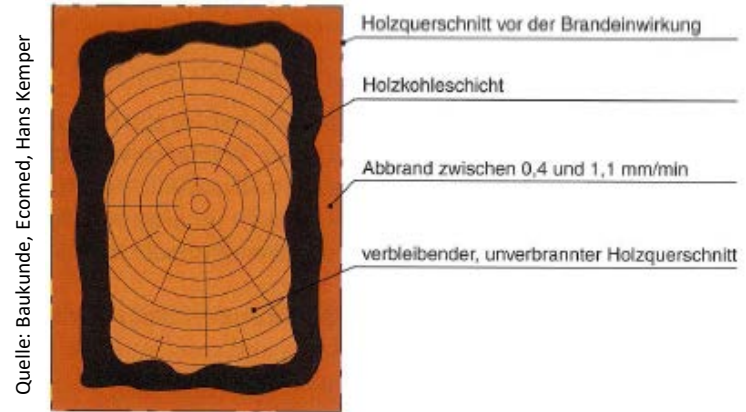 Quelle: Baukunde, Ecomed, Hans Kemper
Holzquerschnitt vor der Brandeinwirkung
Holzkohleschicht
Abbrand zwischen 0,4 und 1,1 mm/min
verbleibender, unverbrannter Holzquerschnitt